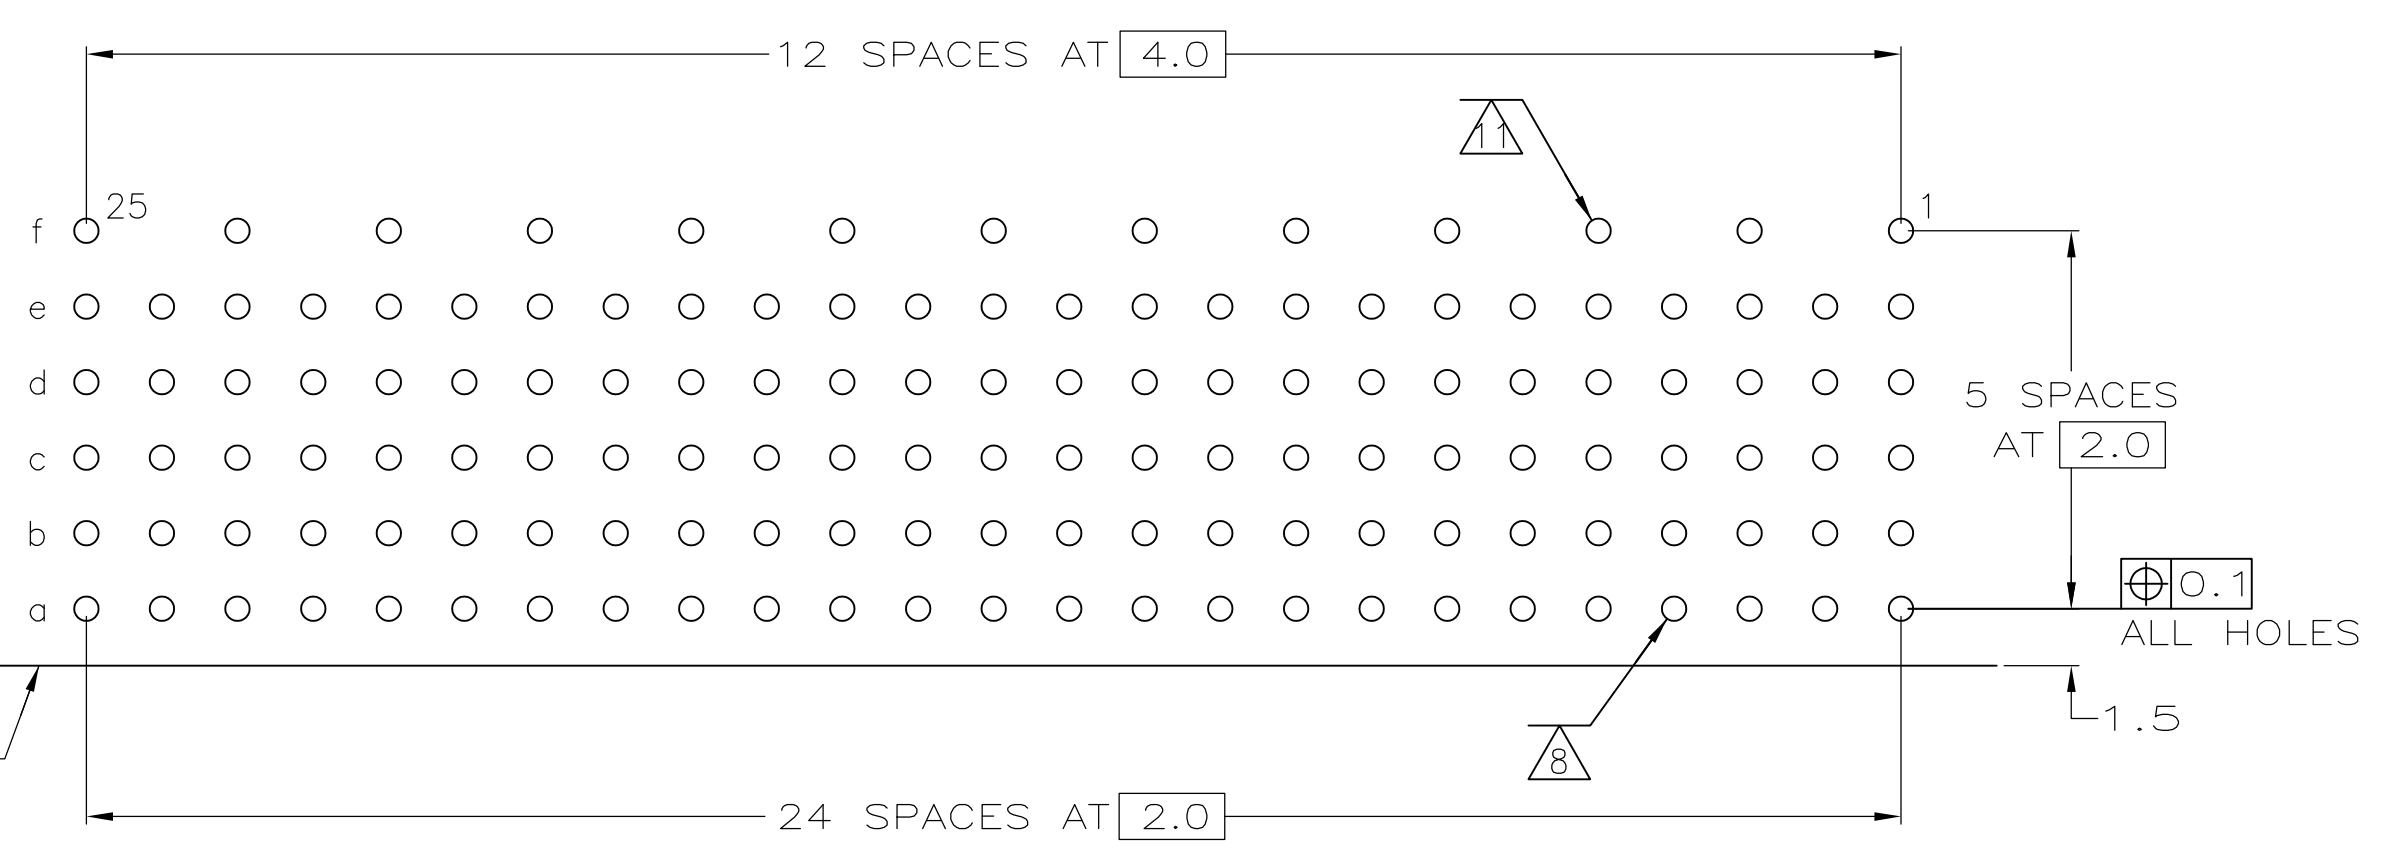 12 SPACES AT 4.0
11
25
1
f
e
d
5 SPACES
AT 2.0
c
b
0.1
a
ALL HOLES
1.5
8
24 SPACES AT 2.0